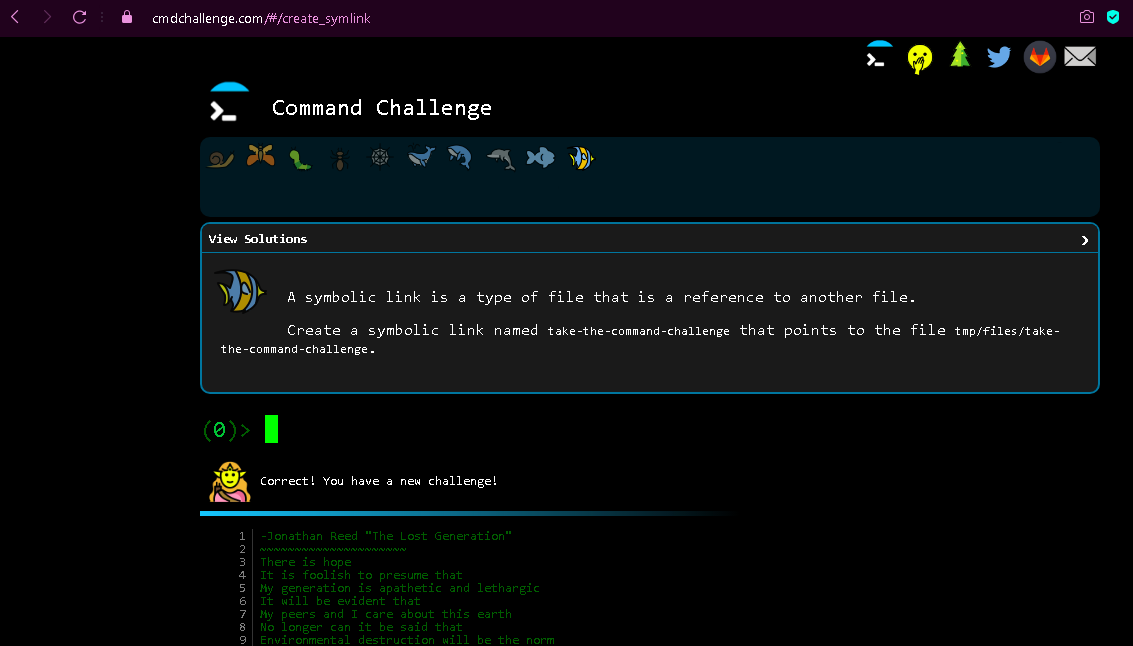 cmdchallenge.com/#/create_symlink
Command Challenge
View Solutions
A symbolic link is a type of file that is a reference to another file.
Create a symbolic link named take-the-command-challenge that points to the file tmp/files/take-
the-command-challenge.
(0)>
Correct! You have a new challenge!
1 -Jonathan Reed "The Lost Generation"
2 ~~~~~~~~~~~~~~~~~~~~~
3 There is hope
4 It is foolish to presume that
5 My generation is apathetic and lethargic
6 It will be evident that
7 My peers and I care about this earth
8 No longer can it be said that
9 Environmental destruction will be the norm